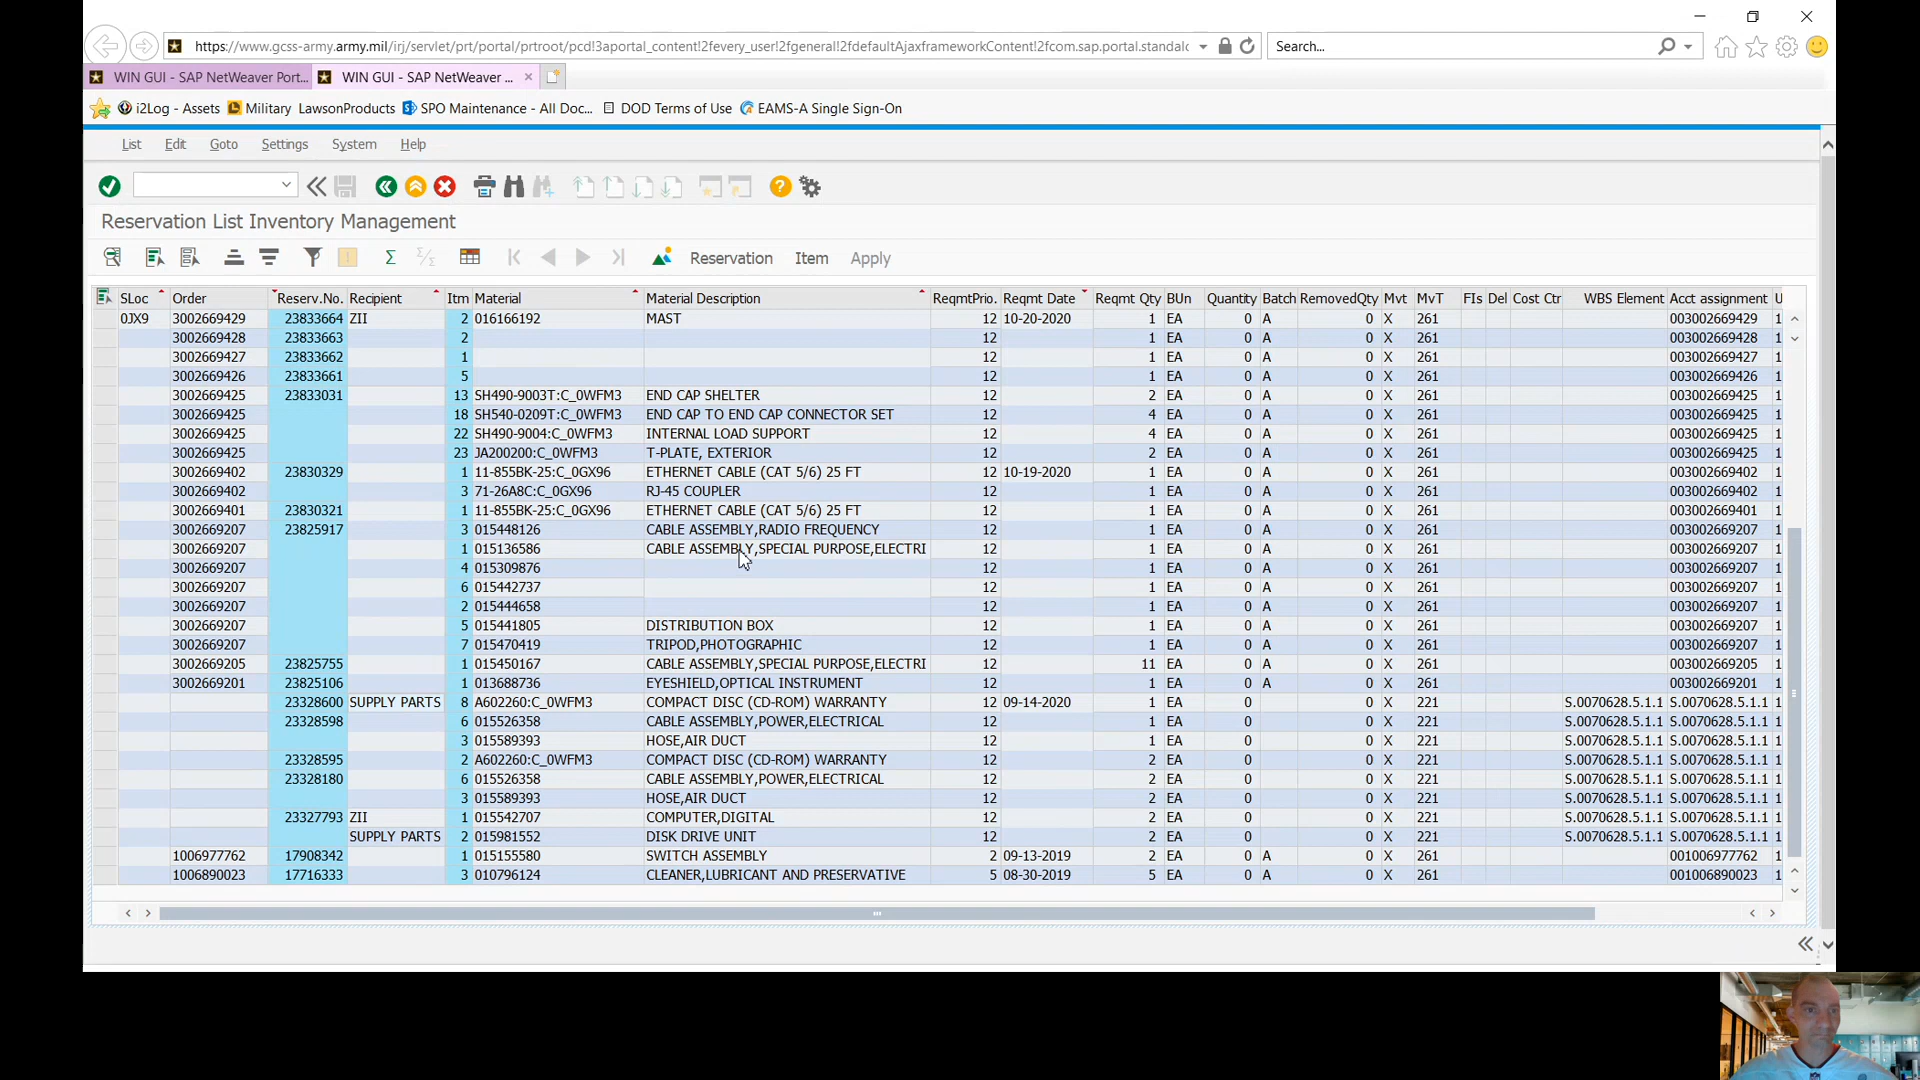 https://www.gcss-army.army.mil/irj/servlet/prt/portal/prtroot/pcd!3aportal_content!2fevery_user!2fgeneral!2fdefaultAjaxframeworkContent!2fcom.sap.portal.standalc Search...
WIN GUI - SAP NetWeaver Port... WIN GUI - SAP NetWeaver ...
i2Log - Assets Military LawsonProducts SPO Maintenance - All Doc... DOD Terms of Use EAMS-A Single Sign-On
List Edit Goto Settings System Help
Reservation List Inventory Management
Reservation Item Apply
SLoc Order Reserv.No. Recipient Itm Material Material Description ReqmtPrio. Reqmt Date Reqmt Qty BUn Quantity Batch RemovedQty Mvt MvT FIs Del Cost Ctr WBS Element Acct assignment U
0JX9 3002669429 23833664 ZII 2 016166192 MAST 12 10-20-2020 1 EA 0 A 0 X 261 003002669429 1
3002669428 23833663 2 12 1 EA 0 A 0 X 261 003002669428 1
3002669427 23833662 1 12 1 EA 0 A 0 X 261 003002669427 1
3002669426 23833661 5 12 1 EA 0 A 0 X 261 003002669426 1
3002669425 23833031 13 SH490-9003T:C_0WFM3 END CAP SHELTER 12 2 EA 0 A 0 X 261 003002669425 1
3002669425 18 SH540-0209T:C_0WFM3 END CAP TO END CAP CONNECTOR SET 12 4 EA 0 A 0 X 261 003002669425 1
3002669425 22 SH490-9004:C_0WFM3 INTERNAL LOAD SUPPORT 12 4 EA 0 A 0 X 261 003002669425 1
3002669425 23 JA200200:C_0WFM3 T-PLATE, EXTERIOR 12 2 EA 0 A 0 X 261 003002669425 1
3002669402 23830329 1 11-855BK-25:C_0GX96 ETHERNET CABLE (CAT 5/6) 25 FT 12 10-19-2020 1 EA 0 A 0 X 261 003002669402 1
3002669402 3 71-26A8C:C_0GX96 RJ-45 COUPLER 12 1 EA 0 A 0 X 261 003002669402 1
3002669401 23830321 1 11-855BK-25:C_0GX96 ETHERNET CABLE (CAT 5/6) 25 FT 12 1 EA 0 A 0 X 261 003002669401 1
3002669207 23825917 3 015448126 CABLE ASSEMBLY,RADIO FREQUENCY 12 1 EA 0 A 0 X 261 003002669207 1
3002669207 1 015136586 CABLE ASSEMBLY,SPECIAL PURPOSE,ELECTRI 12 1 EA 0 A 0 X 261 003002669207 1
3002669207 4 015309876 12 1 EA 0 A 0 X 261 003002669207 1
3002669207 6 015442737 12 1 EA 0 A 0 X 261 003002669207 1
3002669207 2 015444658 12 1 EA 0 A 0 X 261 003002669207 1
3002669207 5 015441805 DISTRIBUTION BOX 12 1 EA 0 A 0 X 261 003002669207 1
3002669207 7 015470419 TRIPOD,PHOTOGRAPHIC 12 1 EA 0 A 0 X 261 003002669207 1
3002669205 23825755 1 015450167 CABLE ASSEMBLY,SPECIAL PURPOSE,ELECTRI 12 11 EA 0 A 0 X 261 003002669205 1
3002669201 23825106 1 013688736 EYESHIELD,OPTICAL INSTRUMENT 12 1 EA 0 A 0 X 261 003002669201 1
23328600 SUPPLY PARTS 8 A602260:C_0WFM3 COMPACT DISC (CD-ROM) WARRANTY 12 09-14-2020 1 EA 0 0 X 221 S.0070628.5.1.1 S.0070628.5.1.1 1
23328598 6 015526358 CABLE ASSEMBLY,POWER,ELECTRICAL 12 1 EA 0 0 X 221 S.0070628.5.1.1 S.0070628.5.1.1 1
3 015589393 HOSE,AIR DUCT 12 1 EA 0 0 X 221 S.0070628.5.1.1 S.0070628.5.1.1 1
23328595 2 A602260:C_0WFM3 COMPACT DISC (CD-ROM) WARRANTY 12 2 EA 0 0 X 221 S.0070628.5.1.1 S.0070628.5.1.1 1
23328180 6 015526358 CABLE ASSEMBLY,POWER,ELECTRICAL 12 2 EA 0 0 X 221 S.0070628.5.1.1 S.0070628.5.1.1 1
3 015589393 HOSE,AIR DUCT 12 2 EA 0 0 X 221 S.0070628.5.1.1 S.0070628.5.1.1 1
23327793 ZII 1 015542707 COMPUTER,DIGITAL 12 2 EA 0 0 X 221 S.0070628.5.1.1 S.0070628.5.1.1 1
SUPPLY PARTS 2 015981552 DISK DRIVE UNIT 12 2 EA 0 0 X 221 S.0070628.5.1.1 S.0070628.5.1.1 1
1006977762 17908342 1 015155580 SWITCH ASSEMBLY 2 09-13-2019 2 EA 0 A 0 X 261 001006977762 1
1006890023 17716333 3 010796124 CLEANER,LUBRICANT AND PRESERVATIVE 5 08-30-2019 5 EA 0 A 0 X 261 001006890023 1